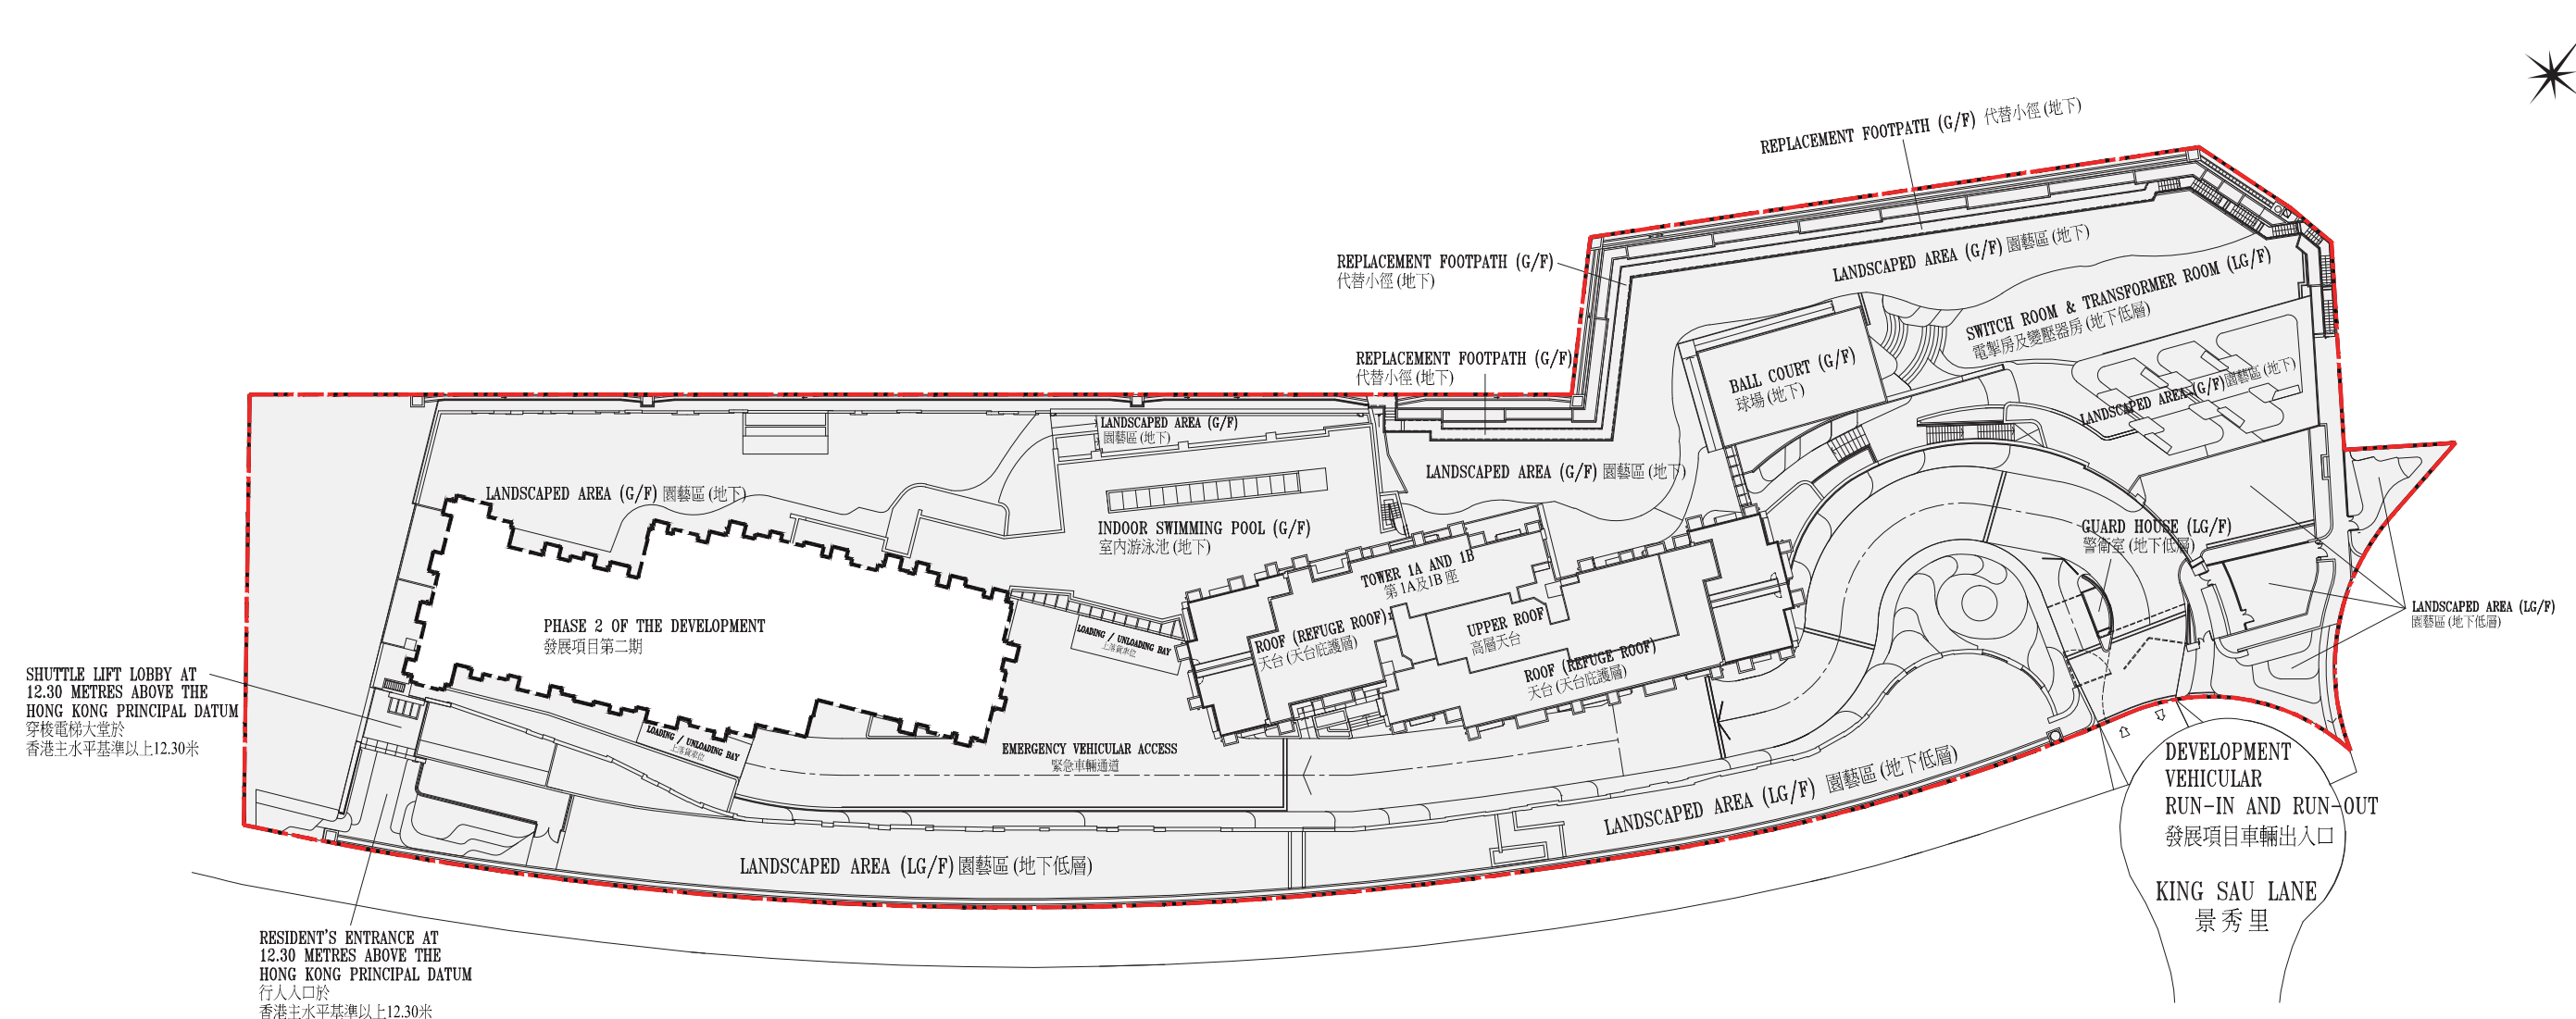 REPLACEMENT FOOTPATH (G/F) 代替小徑 (地下)
REPLACEMENT FOOTPATH (G/F)
代替小徑 (地下)
LANDSCAPED AREA (G/F) 園藝區 (地下)
SWITCH ROOM & TRANSFORMER ROOM (LG/F)
電掣房及變壓器房 (地下低層)
REPLACEMENT FOOTPATH (G/F)
代替小徑 (地下)
BALL COURT (G/F)
球場 (地下)
LANDSCAPED AREA (G/F) 園藝區 (地下)
LANDSCAPED AREA (G/F)
園藝區 (地下)
LANDSCAPED AREA (G/F) 園藝區 (地下)
LANDSCAPED AREA (G/F) 園藝區 (地下)
INDOOR SWIMMING POOL (G/F)
室內游泳池 (地下)
GUARD HOUSE (LG/F)
警衛室 (地下低層)
TOWER 1A AND 1B
第 1A及1B 座
LANDSCAPED AREA (LG/F)
園藝區 (地下低層)
PHASE 2 OF THE DEVELOPMENT
發展項目第二期
LOADING / UNLOADING BAY
上落貨車位
ROOF (REFUGE ROOF)
天台 (天台庇護層)
UPPER ROOF
高層天台
ROOF (REFUGE ROOF)
天台 (天台庇護層)
SHUTTLE LIFT LOBBY AT
12.30 METRES ABOVE THE
HONG KONG PRINCIPAL DATUM
穿梭電梯大堂於
香港主水平基準以上12.30米
LOADING / UNLOADING BAY
上落貨車位
EMERGENCY VEHICULAR ACCESS
緊急車輛通道
DEVELOPMENT
VEHICULAR
RUN-IN AND RUN-OUT
發展項目車輛出入口
LANDSCAPED AREA (LG/F) 園藝區 (地下低層)
LANDSCAPED AREA (LG/F) 園藝區 (地下低層)
KING SAU LANE
景秀里
RESIDENT'S ENTRANCE AT
12.30 METRES ABOVE THE
HONG KONG PRINCIPAL DATUM
行人入口於
香港主水平基準以上12.30米